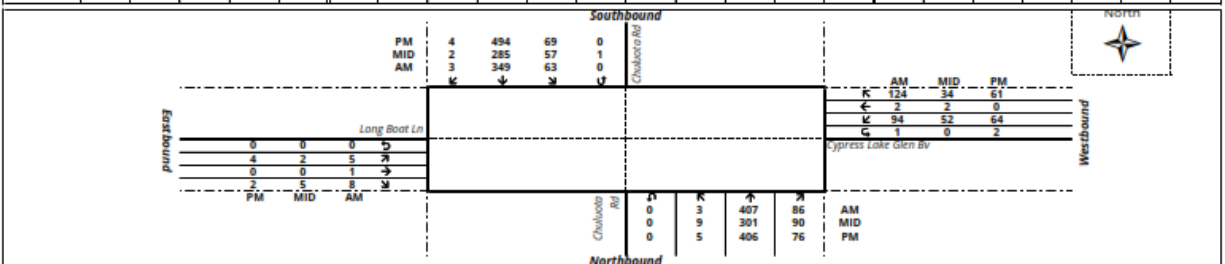 Southbound
North
PM 4 494 69 0
MID 2 285 57 1
AM 3 349 63 0
Chuluota Rd
AM MID PM
124 34 61
2 2 0
94 52 64
1 0 2
Westbound
Cypress Lake Glen Bv
Eastbound
Long Boat Ln
0 0 0
4 2 5
0 0 1
2 5 8
PM MID AM
Chuluota
Rd
0 3 407 86 AM
0 9 301 90 MID
0 5 406 76 PM
Northbound